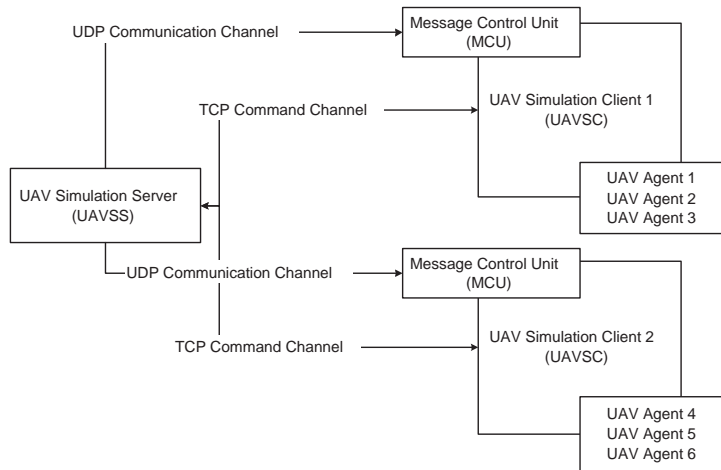 UDP Communication Channel
Message Control Unit
(MCU)
TCP Command Channel
UAV Simulation Client 1
(UAVSC)
UAV Simulation Server
(UAVSS)
UAV Agent 1
UAV Agent 2
UAV Agent 3
UDP Communication Channel
Message Control Unit
(MCU)
TCP Command Channel
UAV Simulation Client 2
(UAVSC)
UAV Agent 4
UAV Agent 5
UAV Agent 6